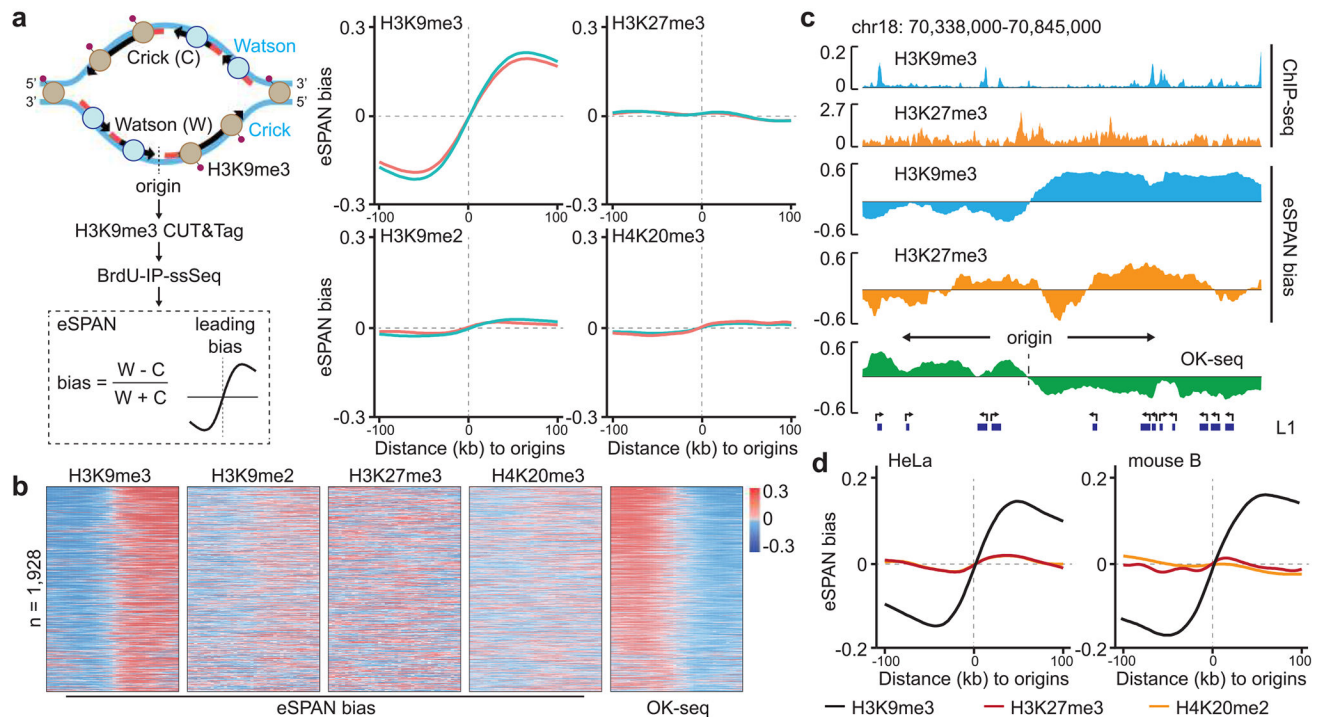 a
Crick (C)
Watson
5'
3'
3'
5'
Watson (W)
Crick
H3K9me3
origin
H3K9me3 CUT&Tag
BrdU-IP-ssSeq
eSPAN
leading
bias
bias = W - C
W + C
H3K9me3
0.3
0
-0.3
-100
0
100
eSPAN bias
H3K27me3
0.3
0
-0.3
-100
0
100
H3K9me2
0.3
0
-0.3
-100
0
100
eSPAN bias
Distance (kb) to origins
H4K20me3
0.3
0
-0.3
-100
0
100
Distance (kb) to origins
b
H3K9me3
H3K9me2
H3K27me3
H4K20me3
n = 1,928
0.3
0
-0.3
eSPAN bias
OK-seq
c
chr18: 70,338,000-70,845,000
0.2
H3K9me3
0
2.7
H3K27me3
0
ChIP-seq
0.6
H3K9me3
-0.6
H3K27me3
0.6
-0.6
eSPAN bias
origin
0.6
OK-seq
-0.6
L1
d
HeLa
0.2
0
0.2
-100
0
100
eSPAN bias
Distance (kb) to origins
mouse B
0.2
0
-0.2
-100
0
100
Distance (kb) to origins
H3K9me3
H3K27me3
H4K20me2